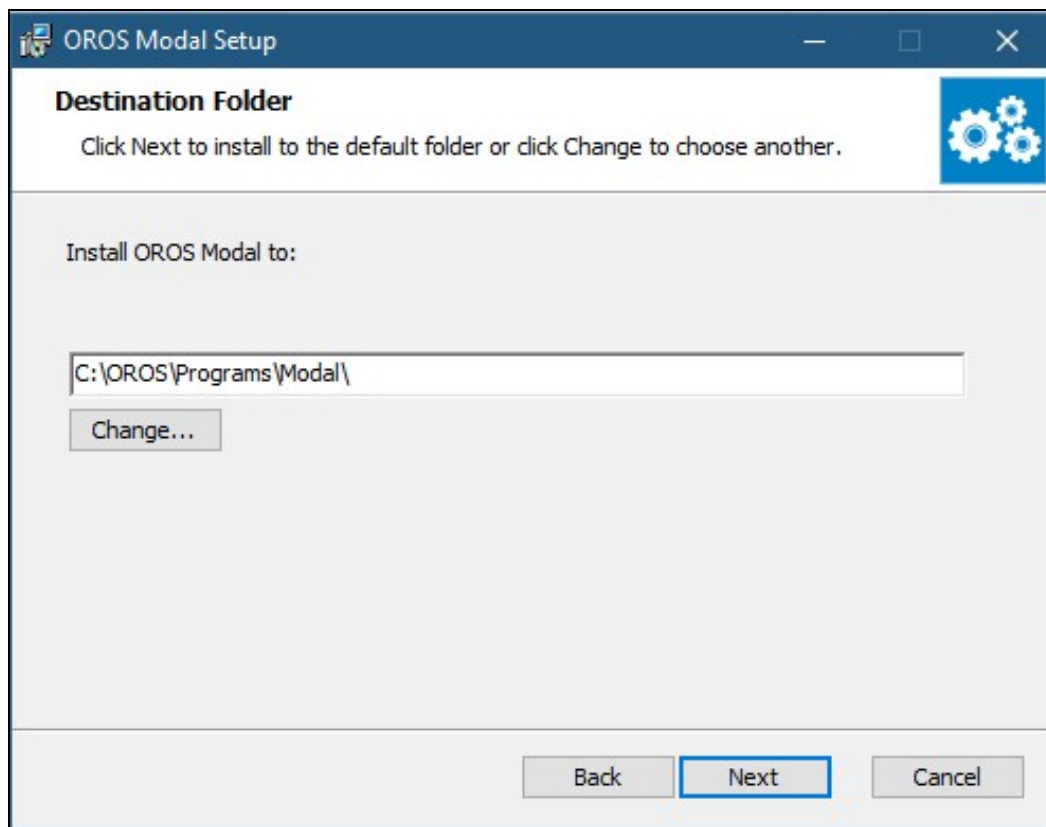 OROS Modal Setup
Destination Folder
Click Next to install to the default folder or click Change to choose another.
Install OROS Modal to:
C:\OROS\Programs\Modal\
Change...
Back Next Cancel